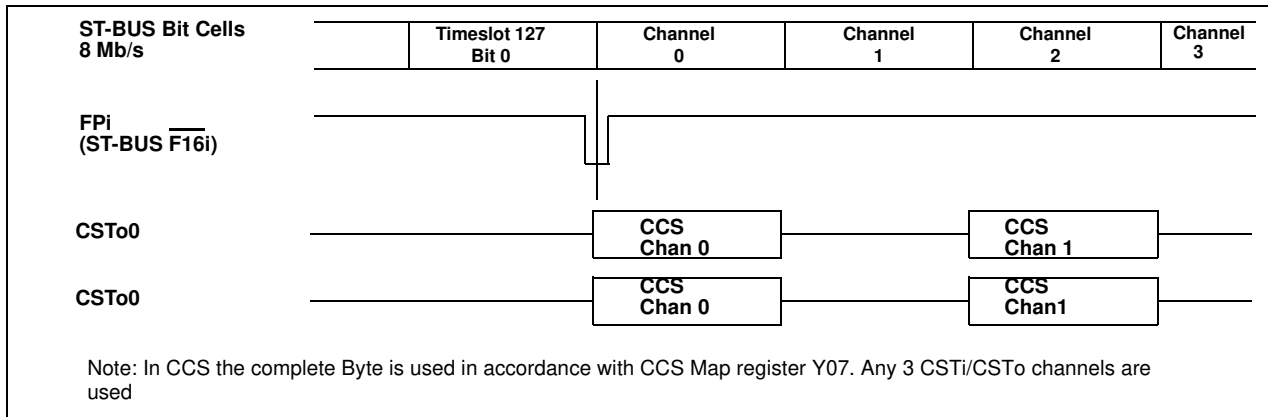 ST-BUS Bit Cells
8 Mb/s
Timeslot 127
Bit 0
Channel
0
Channel
1
Channel
2
Channel
3
FPi
(ST-BUS F16i)
CSTo0
CCS
Chan 0
CCS
Chan 1
CSTo0
CCS
Chan 0
CCS
Chan1
Note: In CCS the complete Byte is used in accordance with CCS Map register Y07. Any 3 CSTi/CSTo channels are
used